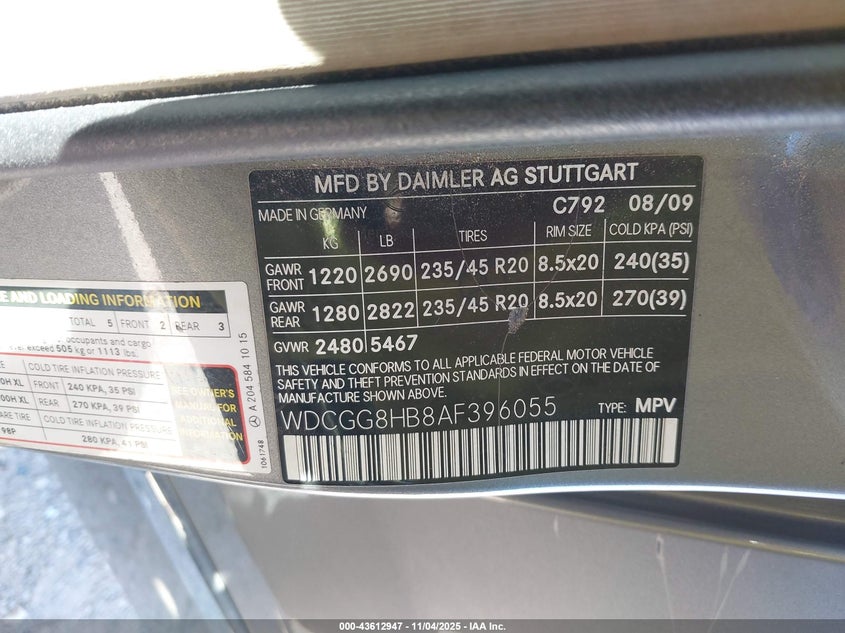 MFD BY DAIMLER AG STUTTGART
MADE IN GERMANY C792 08/09
KG LB TIRES RIM SIZE COLD KPA (PSI)
GAWR FRONT 1220 2690 235/45 R20 8.5x20 240(35)
GAWR REAR 1280 2822 235/45 R20 8.5x20 270(39)
GVWR 2480 5467
THIS VEHICLE CONFORMS TO ALL APPLICABLE FEDERAL MOTOR VEHICLE
SAFETY AND THEFT PREVENTION STANDARDS IN EFFECT ON THE DATE OF
MANUFACTURE SHOWN ABOVE.
WDCGG8HB8AF396055 TYPE: MPV
AND LOADING INFORMATION
TOTAL 5 FRONT 2 REAR 3
occupants and cargo
exceed 505 kg or 1113 lbs.
COLD TIRE INFLATION PRESSURE
00H XL FRONT 240 KPA, 35 PSI
00H XL REAR 270 KPA, 39 PSI
TIRE COLD TIRE INFLATION PRESSURE
98P 280 KPA, 41 PSI
SEE OWNER'S
MANUAL FOR
ADDITIONAL
INFORMATION
A 204 584 10 15
1061748
000-43612947 - 11/04/2025 - IAA Inc.